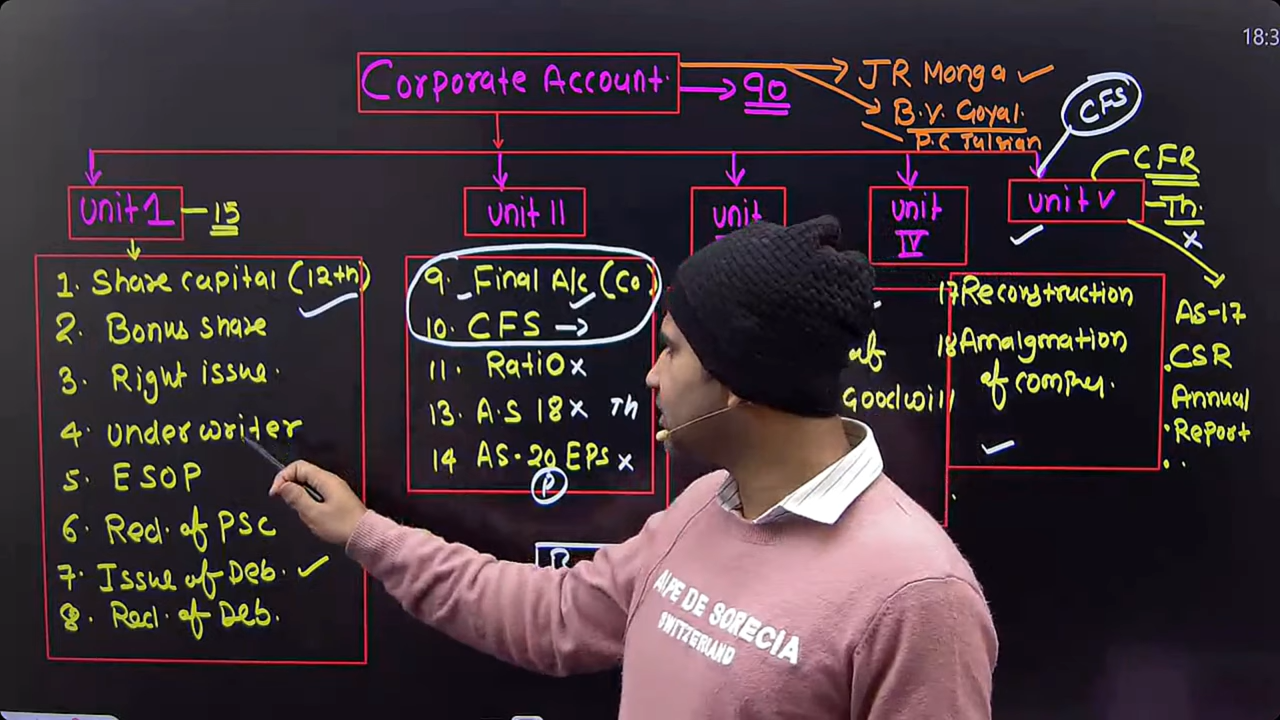 18:3
Corporate Account
90
JR Monga
B.V. Goyal
P.C Tulsian
CFS
CFR
Th.
x
unit 1
15
unit II
unit
unit IV
unit V
1. Share capital (12th)
2. Bonus share
3. Right issue.
4. Underwriter
5. ESOP
6. Red. of PSC
7. Issue of Deb.
8. Red. of Deb.
9. Final A/c (Co)
10. CFS →
11. Ratio x
13. A.S 18 x Th
14 AS-20 EPS x
P
of
Goodwill
17 Reconstruction
18 Amalgmation
of compney.
AS-17
CSR
Annual
Report
ALPE DE SORECIA
SWITZERLAND